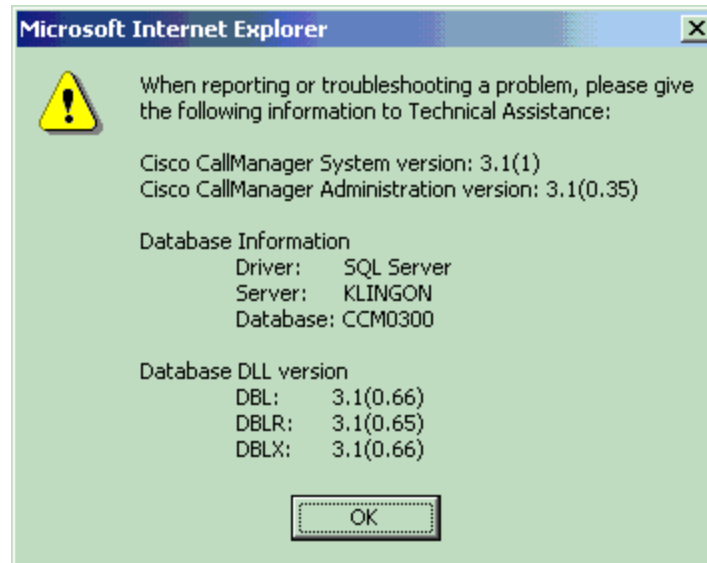 Microsoft Internet Explorer
When reporting or troubleshooting a problem, please give
the following information to Technical Assistance:
Cisco CallManager System version: 3.1(1)
Cisco CallManager Administration version: 3.1(0.35)
Database Information
Driver: SQL Server
Server: KLINGON
Database: CCM0300
Database DLL version
DBL: 3.1(0.66)
DBLR: 3.1(0.65)
DBLX: 3.1(0.66)
OK